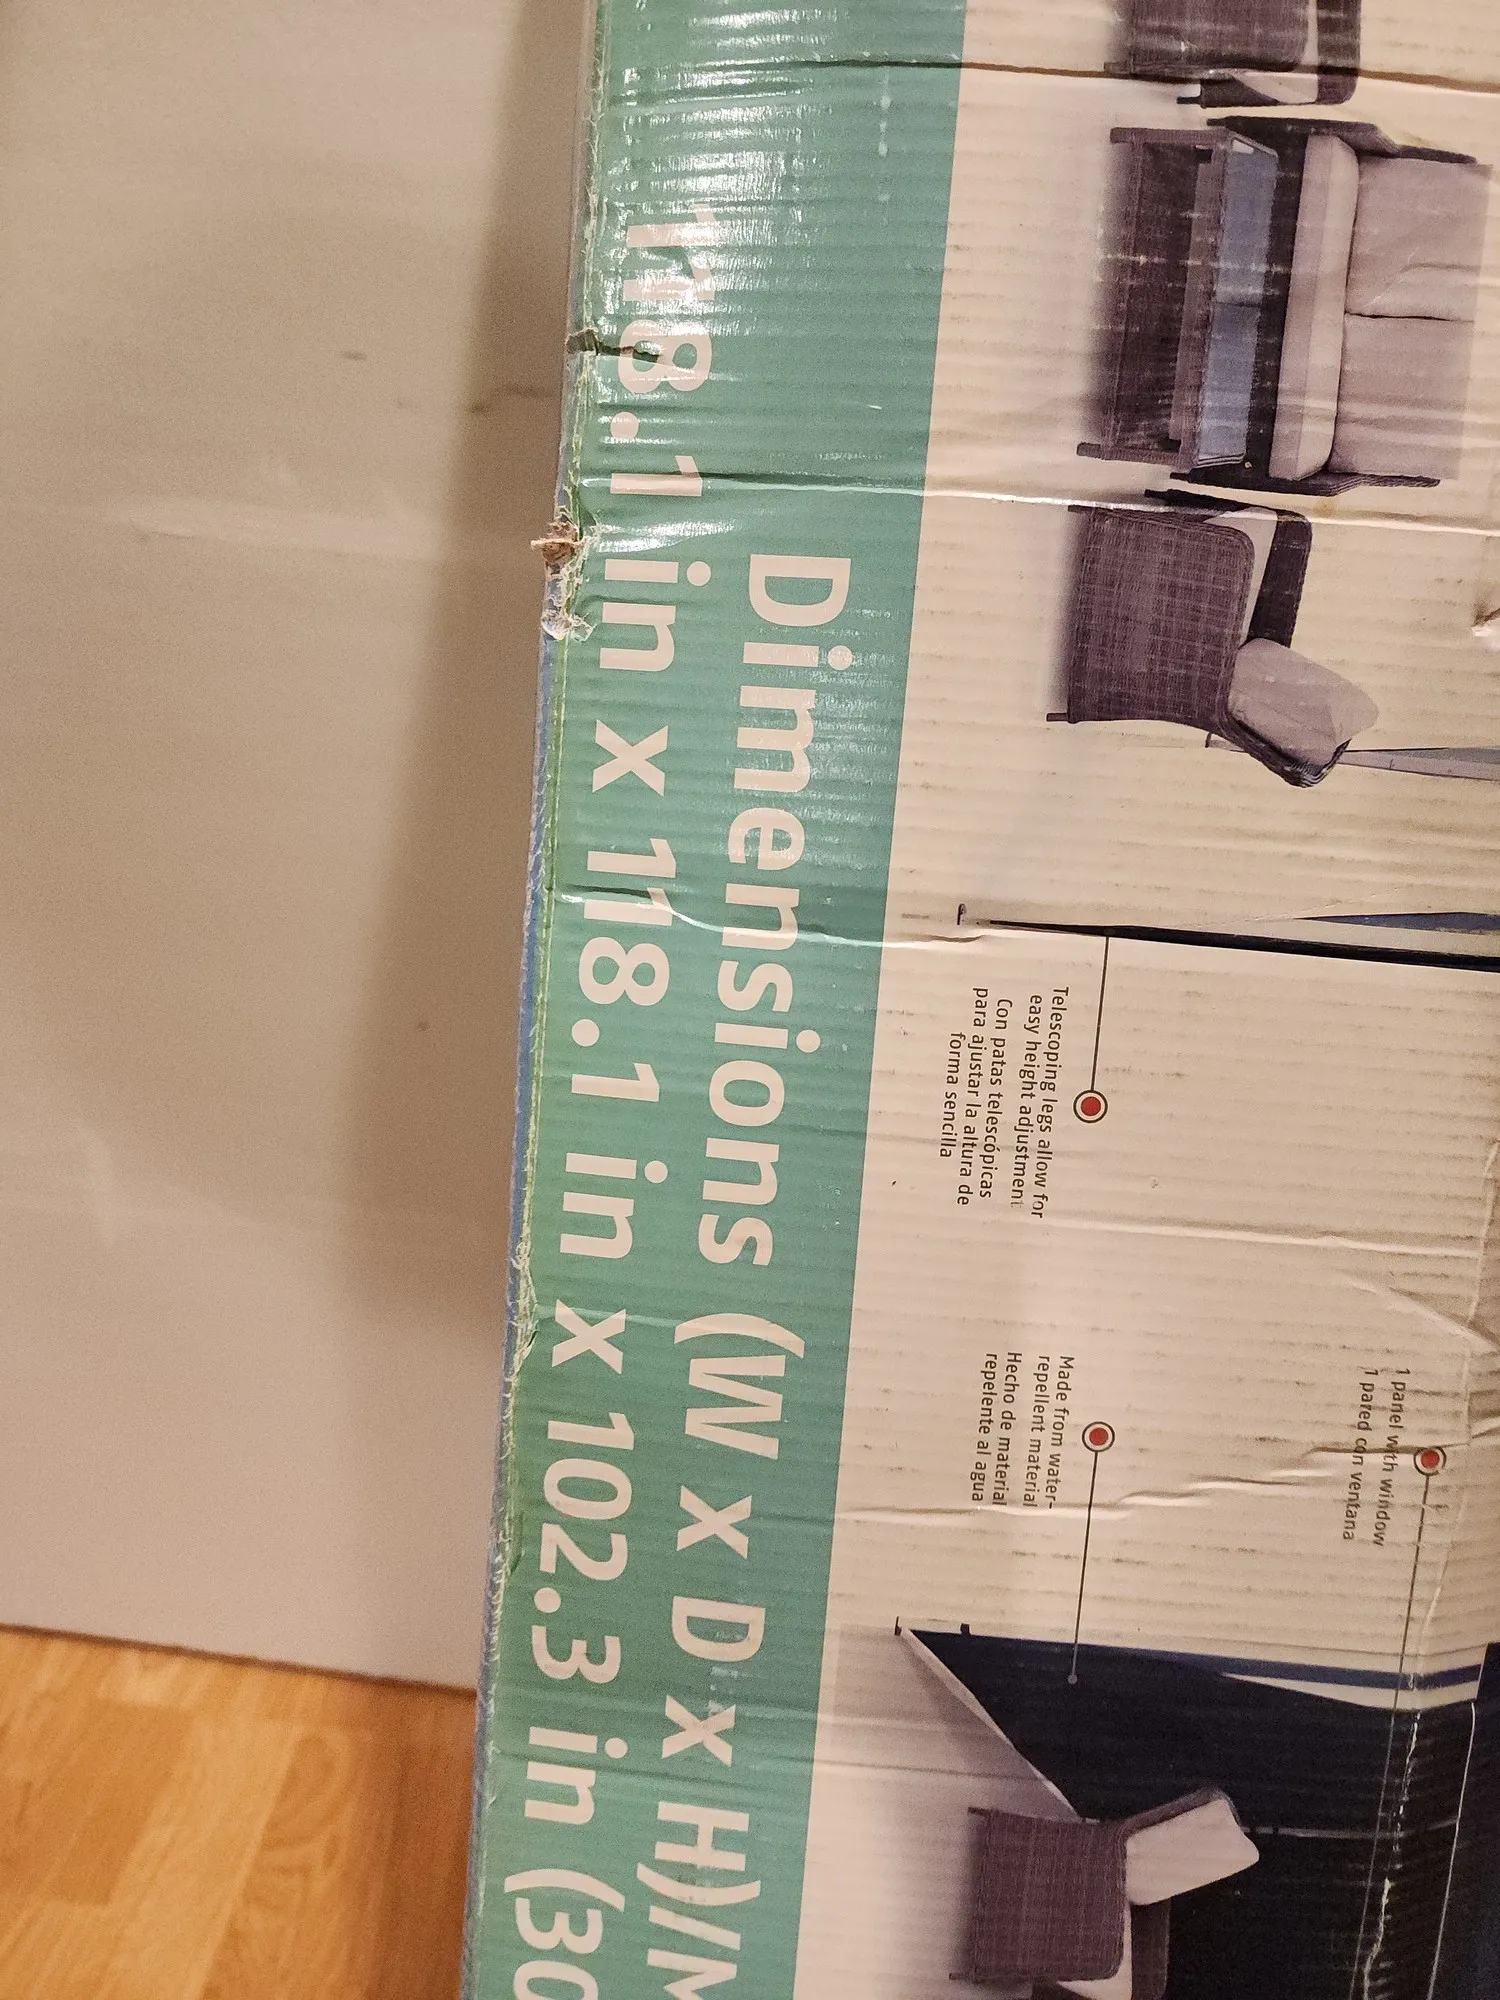 Dimensions (W x D x H)/M
118.1 in x 118.1 in x 102.3 in (30
Telescoping legs allow for
easy height adjustment
Con patas telescópicas
para ajustar la altura de
forma sencilla
1 panel with window
1 pared con ventana
Made from water-
repellent material
Hecho de material
repelente al agua